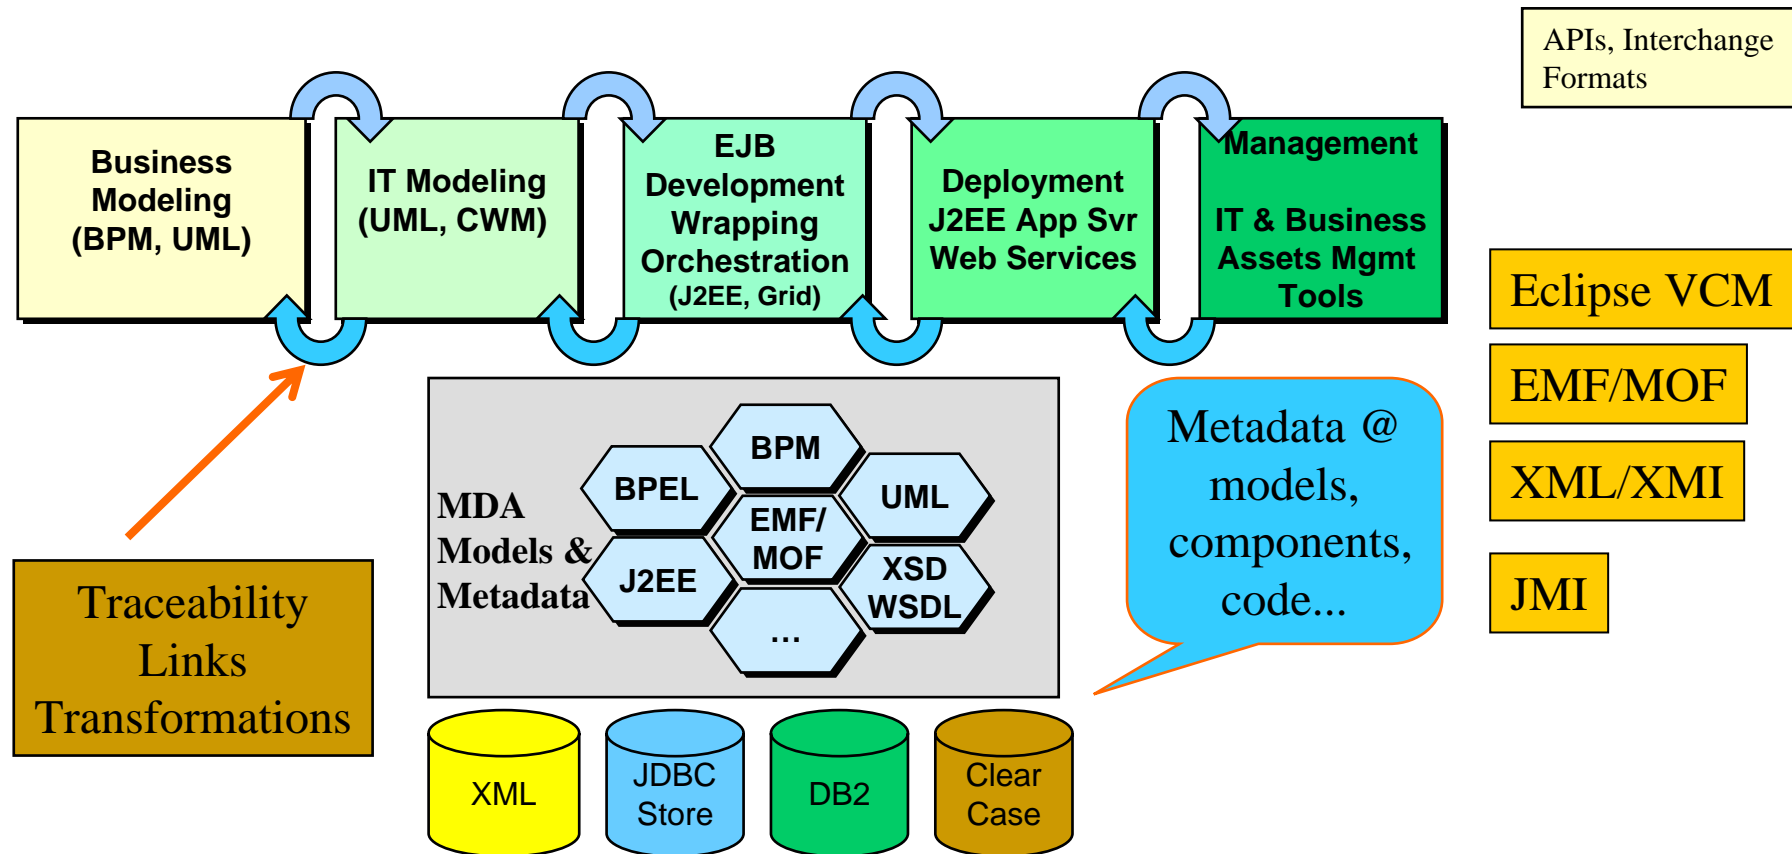 APIs, Interchange
Formats
Business
Modeling
(BPM, UML)
IT Modeling
(UML, CWM)
EJB
Development
Wrapping
Orchestration
(J2EE, Grid)
Deployment
J2EE App Svr
Web Services
Management
IT & Business
Assets Mgmt
Tools
Eclipse VCM
EMF/MOF
XML/XMI
JMI
MDA
Models &
Metadata
BPM
BPEL
UML
EMF/
MOF
J2EE
XSD
WSDL
...
Metadata @
models,
components,
code...
Traceability
Links
Transformations
XML
JDBC
Store
DB2
Clear
Case